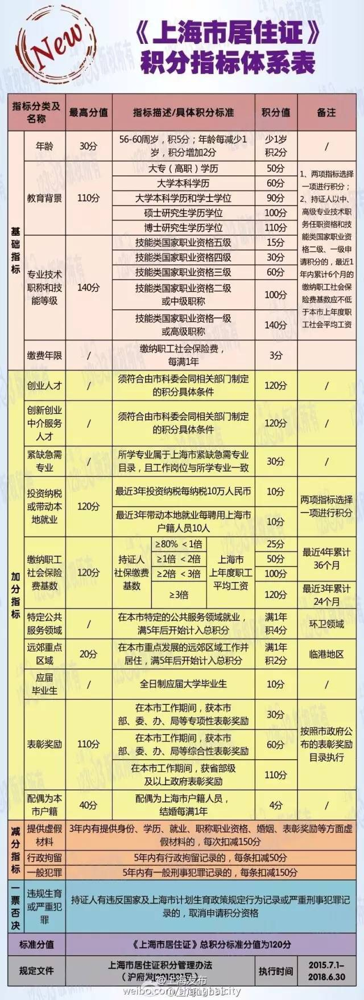 New
《上海市居住证》
积分指标体系表
指标分类及
名称
最高分值
指标描述/具体积分标准
积分值
备注
基础指标
年龄
30分
56-60周岁，积5分；年龄每减少1
岁，积分增加2分
少1岁
积2分
/
教育背景
110分
大专（高职）学历
50分
大学本科学历
60分
大学本科学历和学士学位
90分
硕士研究生学历学位
100分
博士研究生学历学位
110分
1、两项指标选择
一项进行积分；
2、持证人以中、
高级专业技术职
务任职资格和技
能类国家职业资
格二级、一级申
请积分的，最近1
年内累计6个月的
缴纳职工社会保
险费基数应不低
于本市上年度职
工社会平均工资
专业技术
职称和技
能等级
140分
技能类国家职业资格五级
15分
技能类国家职业资格四级
30分
技能类国家职业资格三级
60分
技能类国家职业资格二级
或中级职称
100分
技能类国家职业资格一级
或高级职称
140分
缴费年限
/
缴纳职工社会保险费，
每满1年
3分
加分指标
创业人才
/
须符合由市科委会同相关部门制定
的积分具体条件
120分
/
创新创业
中介服务
人才
/
须符合由市科委会同相关部门制定
的积分具体条件
120分
/
紧缺急需
专业
/
所学专业属于上海市紧缺急需专业
目录，且工作岗位与所学专业一致
30分
/
投资纳税
或带动本
地就业
120分
最近3年投资纳税每纳税10万人民币
10分
最近3年带动本地就业每聘用上海市
户籍人员10人
10分
两项指标选择
一项进行积分
缴纳职工
社会保险
费基数
120分
持证人
社保缴费
基数
≥80% ＜1倍
≥1倍 ＜2倍
≥2倍 ＜3倍
≥3倍
上海市
上年度职工
平均工资
25分
50分
100分
120分
最近4年累计
36个月
最近3年累计
24个月
特定公共
服务领域
/
在本市特定的公共服务领域就业，
满5年后开始计入总积分
满1年
积4分
环卫领域
远郊重点
区域
20分
在本市重点发展的远郊区域工作并
居住，满5年后开始计入总积分
满1年
积2分
临港地区
应届
毕业生
/
全日制应届大学毕业生
10分
/
表彰奖励
110分
在本市工作期间，获本市
部、委、办、局等专项性表彰奖励
30分
在本市工作期间，获本市
部、委、办、局等综合性表彰奖励
60分
在本市工作期间，获省部级
及以上政府表彰奖励
110分
按照市政府公
布的表彰奖励
目录执行
配偶为本
市户籍
40分
配偶为上海市户籍人员，
结婚每满1年
4分
/
减分指标
提供虚假
材料
3年内有提供身份、学历、就业、职称职业资格、婚姻、表彰奖励等方面虚
假材料的，每次扣减150分
行政拘留
5年内有行政拘留记录的，每条扣减50分
一般犯罪
5年内有一般刑事犯罪记录的，每条扣减150分
一票否决
违规生育
或严重犯
罪
持证人有违反国家及上海市计划生育政策规定行为记录或严重刑事犯罪记
录的，取消申请积分资格
标准分值
《上海市居住证》总积分标准分值为120分
规定文件
上海市居住证积分管理办法
（沪府发[2015]31号）
执行时间
2015.7.1-
2018.6.30
@上海发布
weibo.com/shanghaicity